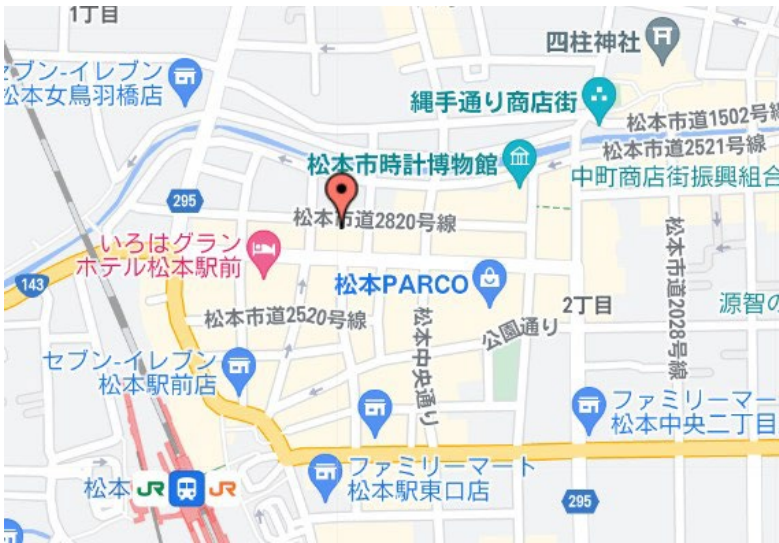 1丁目
四柱神社
セブン-イレブン
松本女鳥羽橋店
縄手通り商店街
松本市道1502号線
松本市道2521号線
松本市時計博物館
中町商店街振興組合
295
松本市道2820号線
いろはグラン
ホテル松本駅前
143
松本PARCO
2丁目
源智の
松本市道2520号線
公園通り
松本中央通り
松本市道2028号線
セブン-イレブン
松本駅前店
ファミリーマー
松本中央二丁目
ファミリーマート
松本駅東口店
松本 JR JR
295